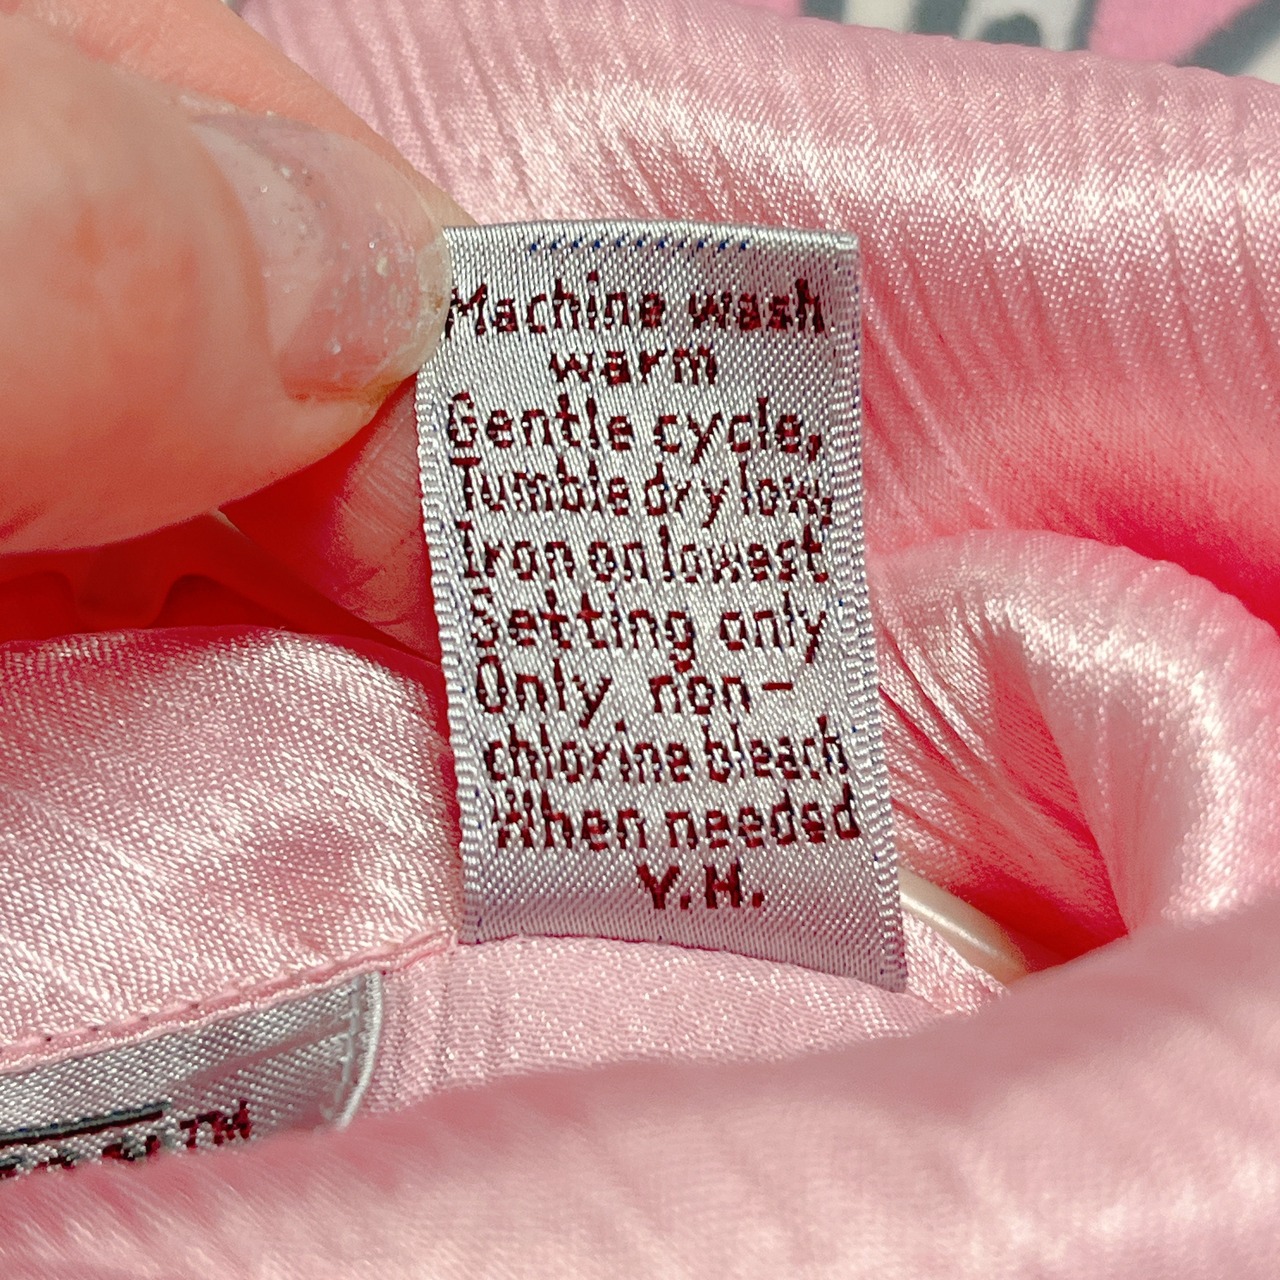 Machine wash
warm
Gentle cycle,
Tumble dry low,
Iron on lowest
Setting only
Only, non-
chlorine bleach
When needed
Y.H.
TM